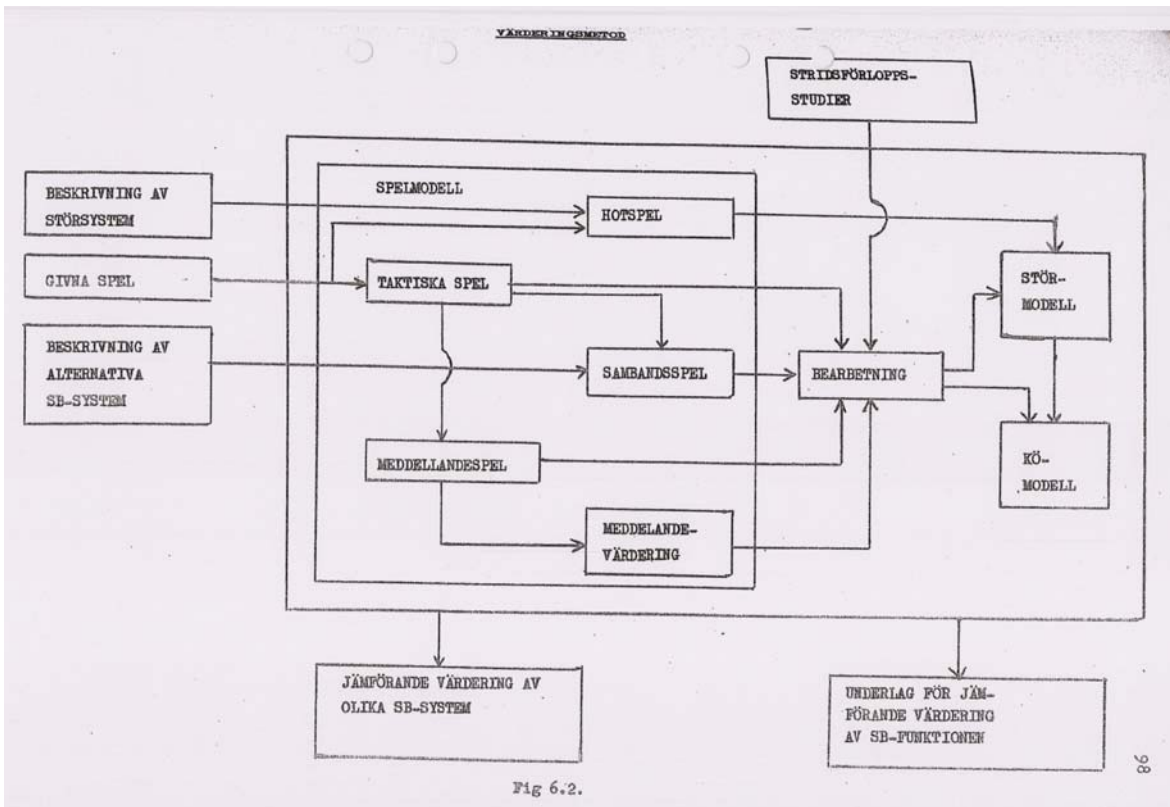 VÄRDERINGSMETOD
STRIDSFÖRLOPPS-
STUDIER
BESKRIVNING AV
STÖRSYSTEM
SPELMODELL
HOTSPEL
GIVNA SPEL
TAKTISKA SPEL
STÖR-
MODELL
BESKRIVNING AV
ALTERNATIVA
SB-SYSTEM
SAMBANDSSPEL
BEARBETNING
MEDDELLANDESPEL
KÖ-
MODELL
MEDDELANDE-
VÄRDERING
JÄMFÖRANDE VÄRDERING AV
OLIKA SB-SYSTEM
UNDERLAG FÖR JÄM-
FÖRANDE VÄRDERING
AV SB-FUNKTIONEN
98
Fig 6.2.